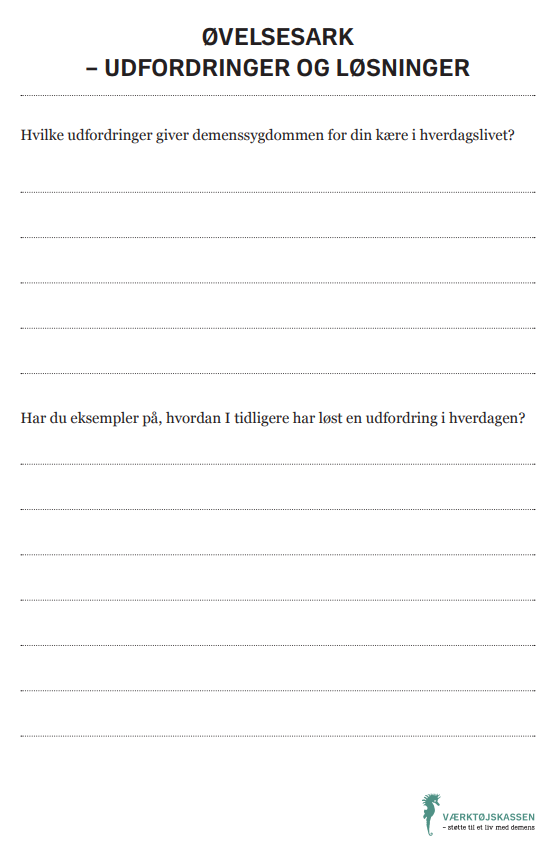 ØVELSESARK
– UDFORDRINGER OG LØSNINGER
Hvilke udfordringer giver demenssygdommen for din kære i hverdagslivet?
Har du eksempler på, hvordan I tidligere har løst en udfordring i hverdagen?
VÆRKTØJSKASSEN
– støtte til et liv med demens